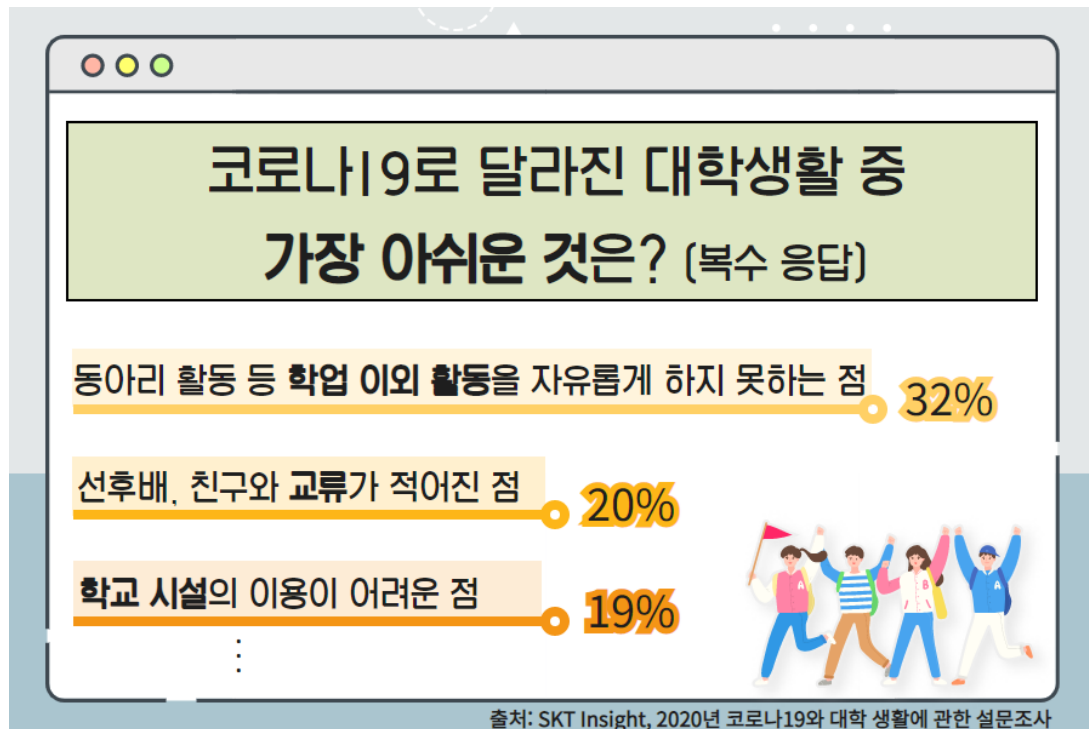 코로나19로 달라진 대학생활 중
가장 아쉬운 것은? (복수 응답)
동아리 활동 등 학업 이외 활동을 자유롭게 하지 못하는 점
32%
선후배, 친구와 교류가 적어진 점
20%
학교 시설의 이용이 어려운 점
19%
⋮
A
B
A
출처: SKT Insight, 2020년 코로나19와 대학 생활에 관한 설문조사